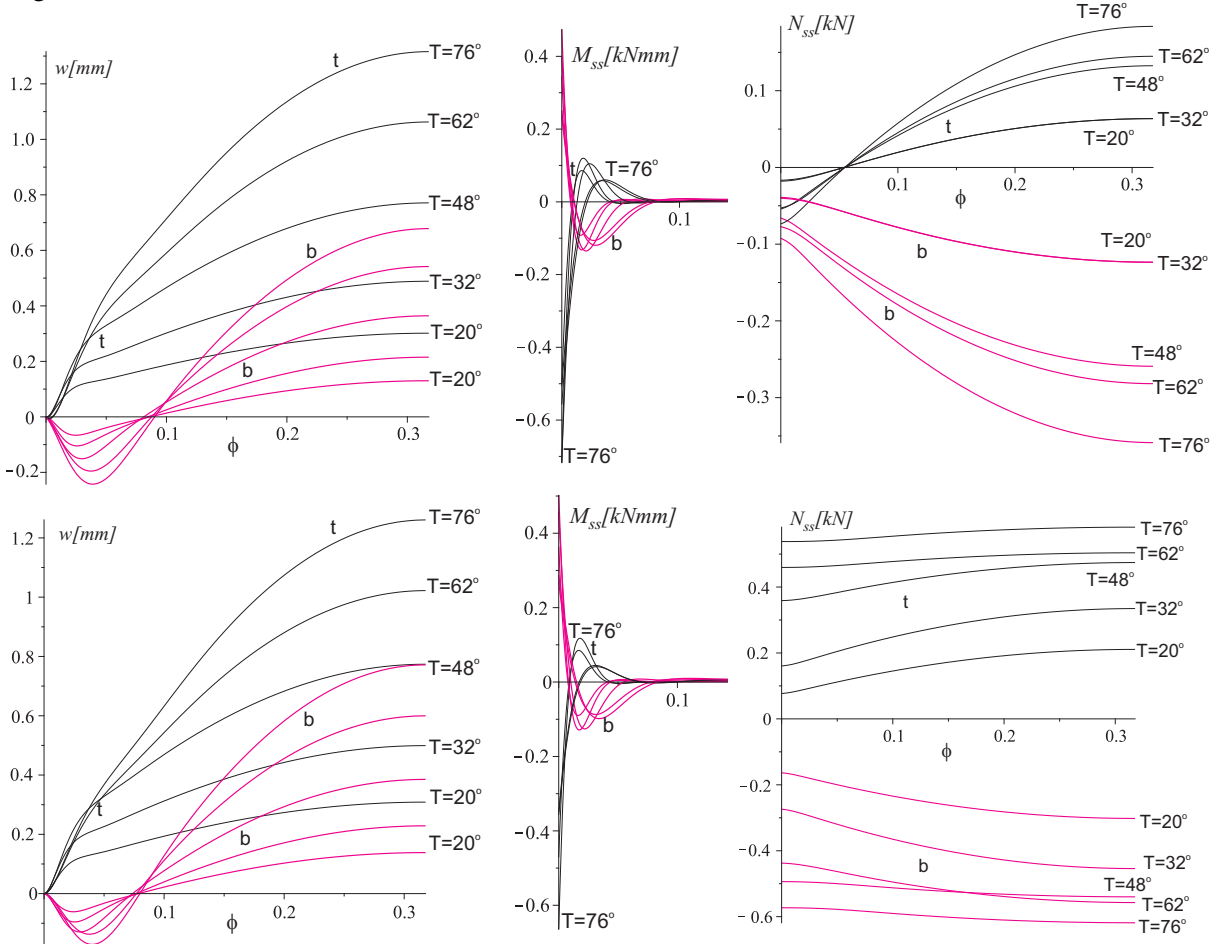 w[mm]
t
T=76°
T=62°
T=48°
b
T=32°
T=20°
b
T=20°
t
1.2
1.0
0.8
0.6
0.4
0.2
0
−0.2
0.1
0.2
0.3
ϕ
M_ss[kNmm]
0.4
0.2
0
−0.2
−0.4
−0.6
t
T=76°
b
0.1
T=76°
N_ss[kN]
T=76°
T=62°
T=48°
T=32°
T=20°
t
0.1
0
−0.1
−0.2
−0.3
0.1
0.2
0.3
ϕ
b
T=20°
T=32°
b
T=48°
T=62°
T=76°
w[mm]
t
T=76°
T=62°
T=48°
b
T=32°
T=20°
b
T=20°
t
1.2
1
0.8
0.6
0.4
0.2
0
0.1
0.2
0.3
ϕ
M_ss[kNmm]
0.4
0.2
0
−0.2
−0.4
−0.6
T=76°
t
b
0.1
T=76°
N_ss[kN]
T=76°
T=62°
T=48°
t
T=32°
T=20°
0.4
0.2
0
−0.2
−0.4
−0.6
0.1
0.2
0.3
ϕ
T=20°
b
T=32°
T=48°
T=62°
T=76°